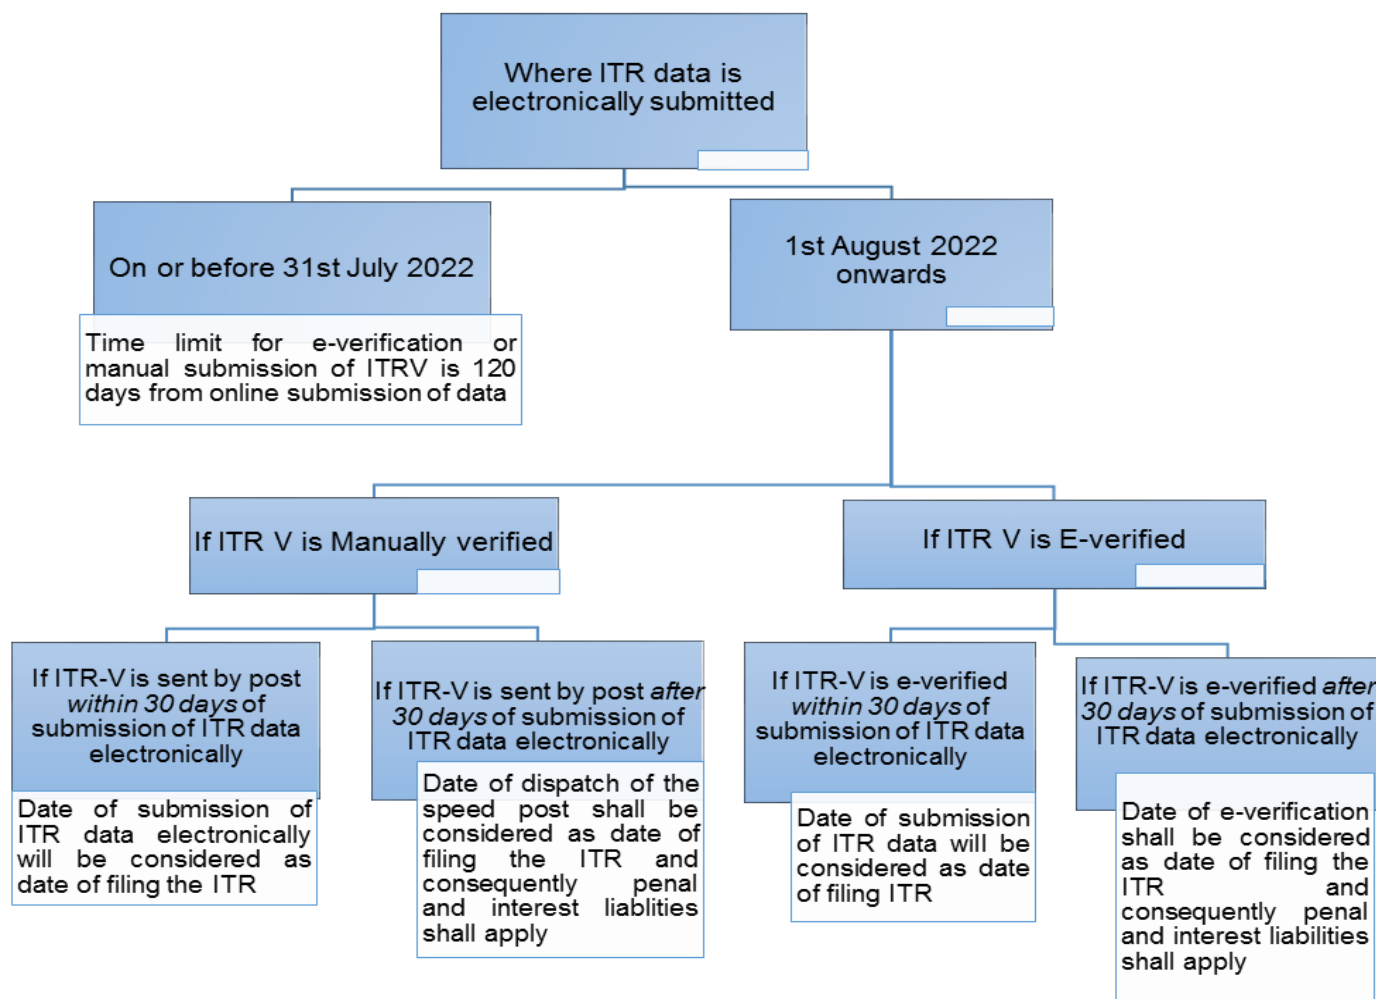 Where ITR data is
electronically submitted
On or before 31st July 2022
Time limit for e-verification or
manual submission of ITRV is 120
days from online submission of data
1st August 2022
onwards
If ITR V is Manually verified
If ITR V is E-verified
If ITR-V is sent by post
within 30 days of
submission of ITR data
electronically
Date of submission of
ITR data electronically
will be considered as
date of filing the ITR
If ITR-V is sent by post after
30 days of submission of
ITR data electronically
Date of dispatch of the
speed post shall be
considered as date of
filing the ITR and
consequently penal
and interest liablities
shall apply
If ITR-V is e-verified
within 30 days of
submission of ITR data
electronically
Date of submission
of ITR data will be
considered as date
of filing ITR
If ITR-V is e-verified after
30 days of submission of
ITR data electronically
Date of e-verification
shall be considered
as date of filing the
ITR and
consequently penal
and interest liabilities
shall apply